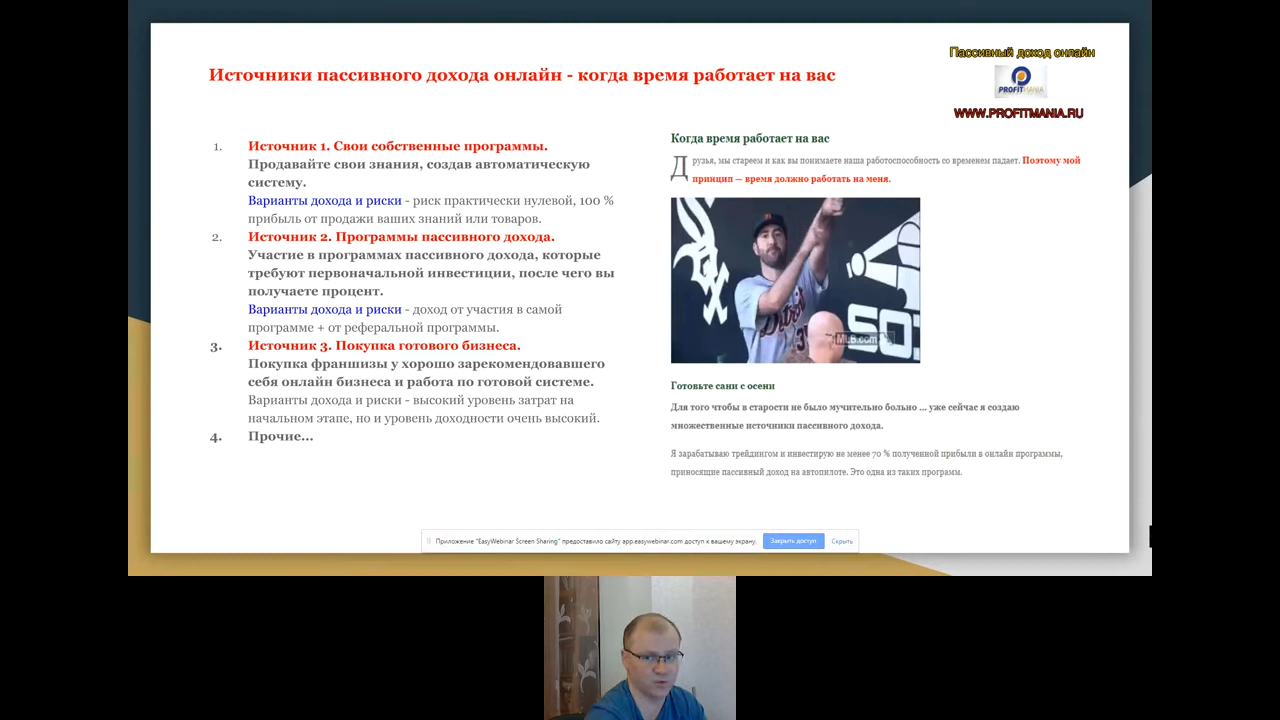 Источники пассивного дохода онлайн - когда время работает на вас
Пассивный доход онлайн
PROFITMANIA
WWW.PROFITMANIA.RU
1. Источник 1. Свои собственные программы.
Продавайте свои знания, создав автоматическую
систему.
Варианты дохода и риски - риск практически нулевой, 100 %
прибыль от продажи ваших знаний или товаров.
2. Источник 2. Программы пассивного дохода.
Участие в программах пассивного дохода, которые
требуют первоначальной инвестиции, после чего вы
получаете процент.
Варианты дохода и риски - доход от участия в самой
программе + от реферальной программы.
3. Источник 3. Покупка готового бизнеса.
Покупка франшизы у хорошо зарекомендовавшего
себя онлайн бизнеса и работа по готовой системе.
Варианты дохода и риски - высокий уровень затрат на
начальном этапе, но и уровень доходности очень высокий.
4. Прочие...
Когда время работает на вас
Друзья, мы стареем и как вы понимаете наша работоспособность со временем падает. Поэтому мой
принцип — время должно работать на меня.
Detroit
MLB.com
Готовьте сани с осени
Для того чтобы в старости не было мучительно больно ... уже сейчас я создаю
множественные источники пассивного дохода.
Я зарабатываю трейдингом и инвестирую не менее 70 % полученной прибыли в онлайн программы,
приносящие пассивный доход на автопилоте. Это одна из таких программ.
Приложение "EasyWebinar Screen Sharing" предоставило сайту app.easywebinar.com доступ к вашему экрану.
Закрыть доступ
Скрыть